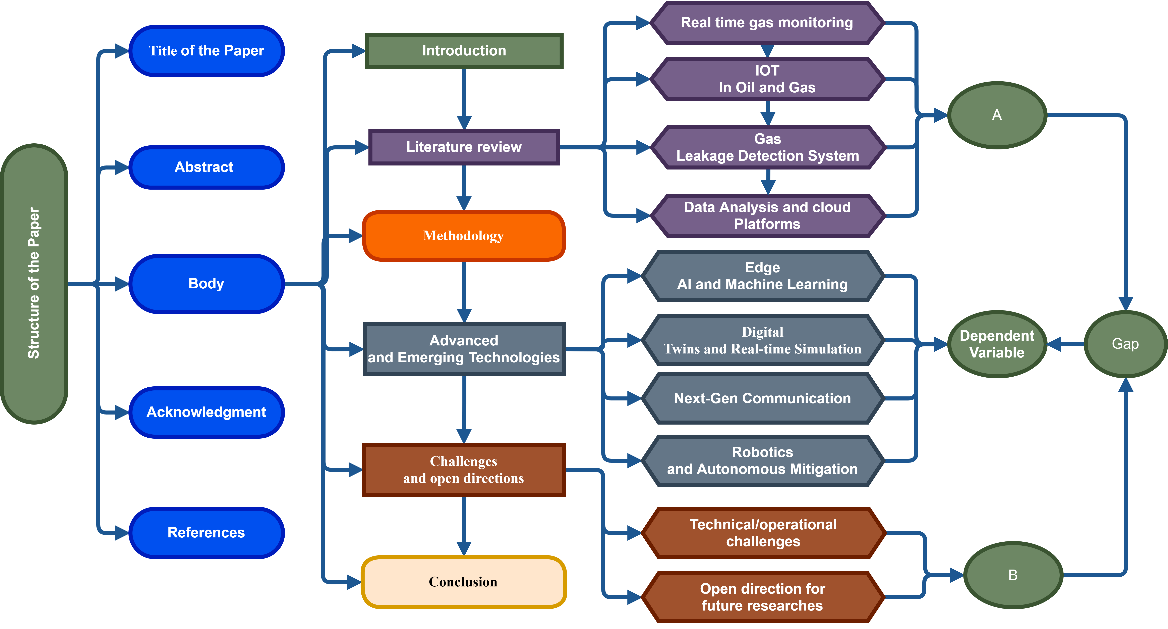 Structure of the Paper
Title of the Paper
Abstract
Body
Acknowledgment
References
Introduction
Literature review
Methodology
Advanced
and Emerging Technologies
Challenges
and open directions
Conclusion
Real time gas monitoring
IOT
In Oil and Gas
Gas
Leakage Detection System
Data Analysis and cloud
Platforms
Edge
AI and Machine Learning
Digital
Twins and Real-time Simulation
Next-Gen Communication
Robotics
and Autonomous Mitigation
Technical/operational
challenges
Open direction for
future researches
A
Dependent
Variable
Gap
B